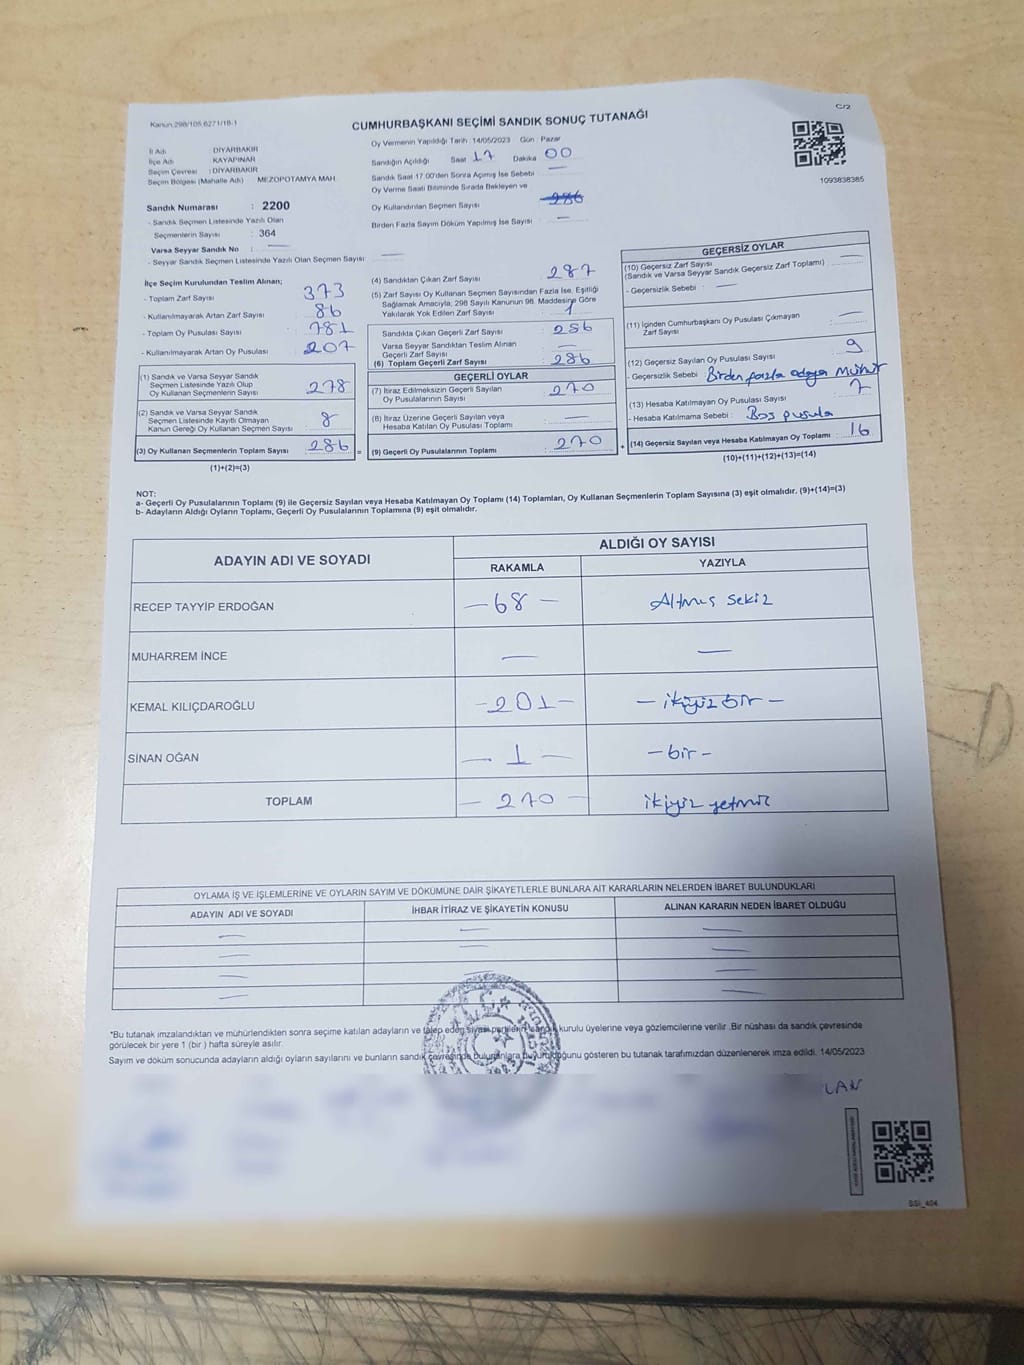 C/2
Kanun:298/105 6271/18-1
CUMHURBAŞKANI SEÇİMİ SANDIK SONUÇ TUTANAĞI
İl Adı : DİYARBAKIR
İlçe Adı : KAYAPINAR
Seçim Çevresi : DİYARBAKIR
Seçim Bölgesi (Mahalle Adı) : MEZOPOTAMYA MAH.
Sandık Numarası : 2200
- Sandık Seçmen Listesinde Yazılı Olan
Seçmenlerin Sayısı : 364
Varsa Seyyar Sandık No : —
- Seyyar Sandık Listesinde Yazılı Olan Seçmen Sayısı : —
Oy Vermenin Yapıldığı Tarih 14/05/2023 Gün Pazar
Sandığın Açıldığı Saat 17 Dakika 00
Sandık Saat 17.00'den Sonra Açılmış İse Sebebi —
Oy Verme Saati Bitiminde Sırada Bekleyen ve
Oy Kullandırılan Seçmen Sayısı 286
Birden Fazla Sayım Döküm Yapılmış İse Sayısı —
1093838385
İlçe Seçim Kurulundan Teslim Alınan;
- Toplam Zarf Sayısı : 373
- Kullanılmayarak Artan Zarf Sayısı : 86
- Toplam Oy Pusulası Sayısı : 781
- Kullanılmayarak Artan Oy Pusulası : 207
(1) Sandık ve Varsa Seyyar Sandık
Seçmen Listesinde Yazılı Olup
Oy Kullanan Seçmenlerin Sayısı : 278
(2) Sandık ve Varsa Seyyar Sandık
Seçmen Listesinde Kayıtlı Olmayan
Kanun Gereği Oy Kullanan Seçmen Sayısı : 8
(3) Oy Kullanan Seçmenlerin Toplam Sayısı : 286 =
(1)+(2)=(3)
(4) Sandıktan Çıkan Zarf Sayısı : 287
(5) Zarf Sayısı Oy Kullanan Seçmen Sayısından Fazla İse, Eşitliği
Sağlamak Amacıyla; 298 Sayılı Kanunun 98. Maddesine Göre
Yakılarak Yok Edilen Zarf Sayısı : 1
Sandıkta Çıkan Geçerli Zarf Sayısı : 286
Varsa Seyyar Sandıktan Teslim Alınan
Geçerli Zarf Sayısı : —
(6) Toplam Geçerli Zarf Sayısı : 286
GEÇERLİ OYLAR
(7) İtiraz Edilmeksizin Geçerli Sayılan
Oy Pusulalarının Sayısı : 270
(8) İtiraz Üzerine Geçerli Sayılan veya
Hesaba Katılan Oy Pusulası Toplamı : —
(9) Geçerli Oy Pusulalarının Toplamı : 270 +
GEÇERSİZ OYLAR
(10) Geçersiz Zarf Sayısı
(Sandık ve Varsa Seyyar Sandık Geçersiz Zarf Toplamı) : —
- Geçersizlik Sebebi : —
(11) İçinden Cumhurbaşkanı Oy Pusulası Çıkmayan
Zarf Sayısı : —
(12) Geçersiz Sayılan Oy Pusulası Sayısı : 9
- Geçersizlik Sebebi : Birden fazla adaya Mühür
(13) Hesaba Katılmayan Oy Pusulası Sayısı : 7
- Hesaba Katılmama Sebebi : Boş pusula
(14) Geçersiz Sayılan veya Hesaba Katılmayan Oy Toplamı : 16
(10)+(11)+(12)+(13)=(14)
NOT:
a- Geçerli Oy Pusulalarının Toplamı (9) ile Geçersiz Sayılan veya Hesaba Katılmayan Oy Toplamı (14) Toplamları, Oy Kullanan Seçmenlerin Toplam Sayısına (3) eşit olmalıdır. (9)+(14)=(3)
b- Adayların Aldığı Oyların Toplamı, Geçerli Oy Pusulalarının Toplamına (9) eşit olmalıdır.
ADAYIN ADI VE SOYADI
ALDIĞI OY SAYISI
RAKAMLA YAZIYLA
RECEP TAYYİP ERDOĞAN — 68 — Altmış sekiz
MUHARREM İNCE — —
KEMAL KILIÇDAROĞLU — 201 — — ikiyüz bir —
SİNAN OĞAN — 1 — — bir —
TOPLAM — 270 — ikiyüz yetmiş
OYLAMA İŞ VE İŞLEMLERİNE VE OYLARIN SAYIM VE DÖKÜMÜNE DAİR ŞİKAYETLERLE BUNLARA AİT KARARLARIN NELERDEN İBARET BULUNDUKLARI
ADAYIN ADI VE SOYADI İHBAR İTİRAZ VE ŞİKAYETİN KONUSU ALINAN KARARIN NEDEN İBARET OLDUĞU
— — —
— — —
— — —
— — —
"Bu tutanak imzalandıktan ve mühürlendikten sonra seçime katılan adayların ve talep eden siyasi partilerin sandık kurulu üyelerine veya gözlemcilerine verilir .Bir nüshası da sandık çevresinde
görülecek bir yere 1 (bir ) hafta süreyle asılır.
Sayım ve döküm sonucunda adayların aldığı oyların sayılarını ve bunların sandık çevresinde bulunanlara duyurulduğunu gösteren bu tutanak tarafımızdan düzenlenerek imza edildi. 14/05/2023
LAN
SSİ_404